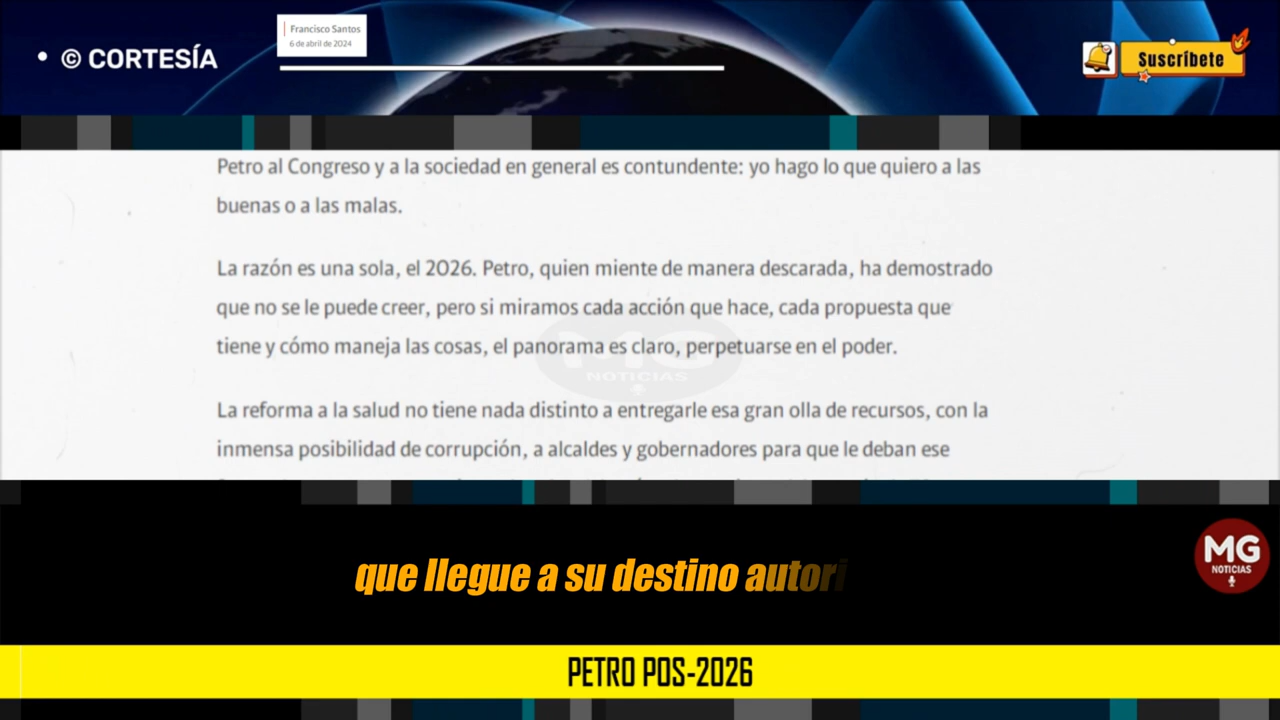 • © CORTESÍA
Francisco Santos
6 de abril de 2024
Suscríbete
Petro al Congreso y a la sociedad en general es contundente: yo hago lo que quiero a las
buenas o a las malas.
La razón es una sola, el 2026. Petro, quien miente de manera descarada, ha demostrado
que no se le puede creer, pero si miramos cada acción que hace, cada propuesta que
tiene y cómo maneja las cosas, el panorama es claro, perpetuarse en el poder.
MG
NOTICIAS
La reforma a la salud no tiene nada distinto a entregarle esa gran olla de recursos, con la
inmensa posibilidad de corrupción, a alcaldes y gobernadores para que le deban ese
que llegue a su destino autori
MG
NOTICIAS
PETRO POS-2026